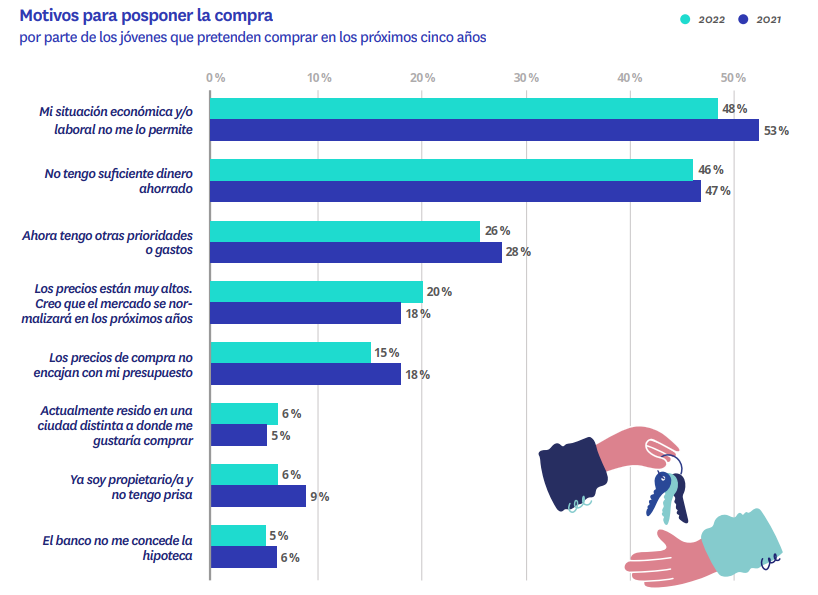 Motivos para posponer la compra
por parte de los jóvenes que pretenden comprar en los próximos cinco años
2022 2021
0 % 10 % 20 % 30 % 40 % 50 %
Mi situación económica y/o
laboral no me lo permite
48 %
53 %
No tengo suficiente dinero
ahorrado
46 %
47 %
Ahora tengo otras prioridades
o gastos
26 %
28 %
Los precios están muy altos.
Creo que el mercado se nor-
malizará en los próximos años
20 %
18 %
Los precios de compra no
encajan con mi presupuesto
15 %
18 %
Actualmente resido en una
ciudad distinta a donde me
gustaría comprar
6 %
5 %
Ya soy propietario/a y
no tengo prisa
6 %
9 %
El banco no me concede la
hipoteca
5 %
6 %